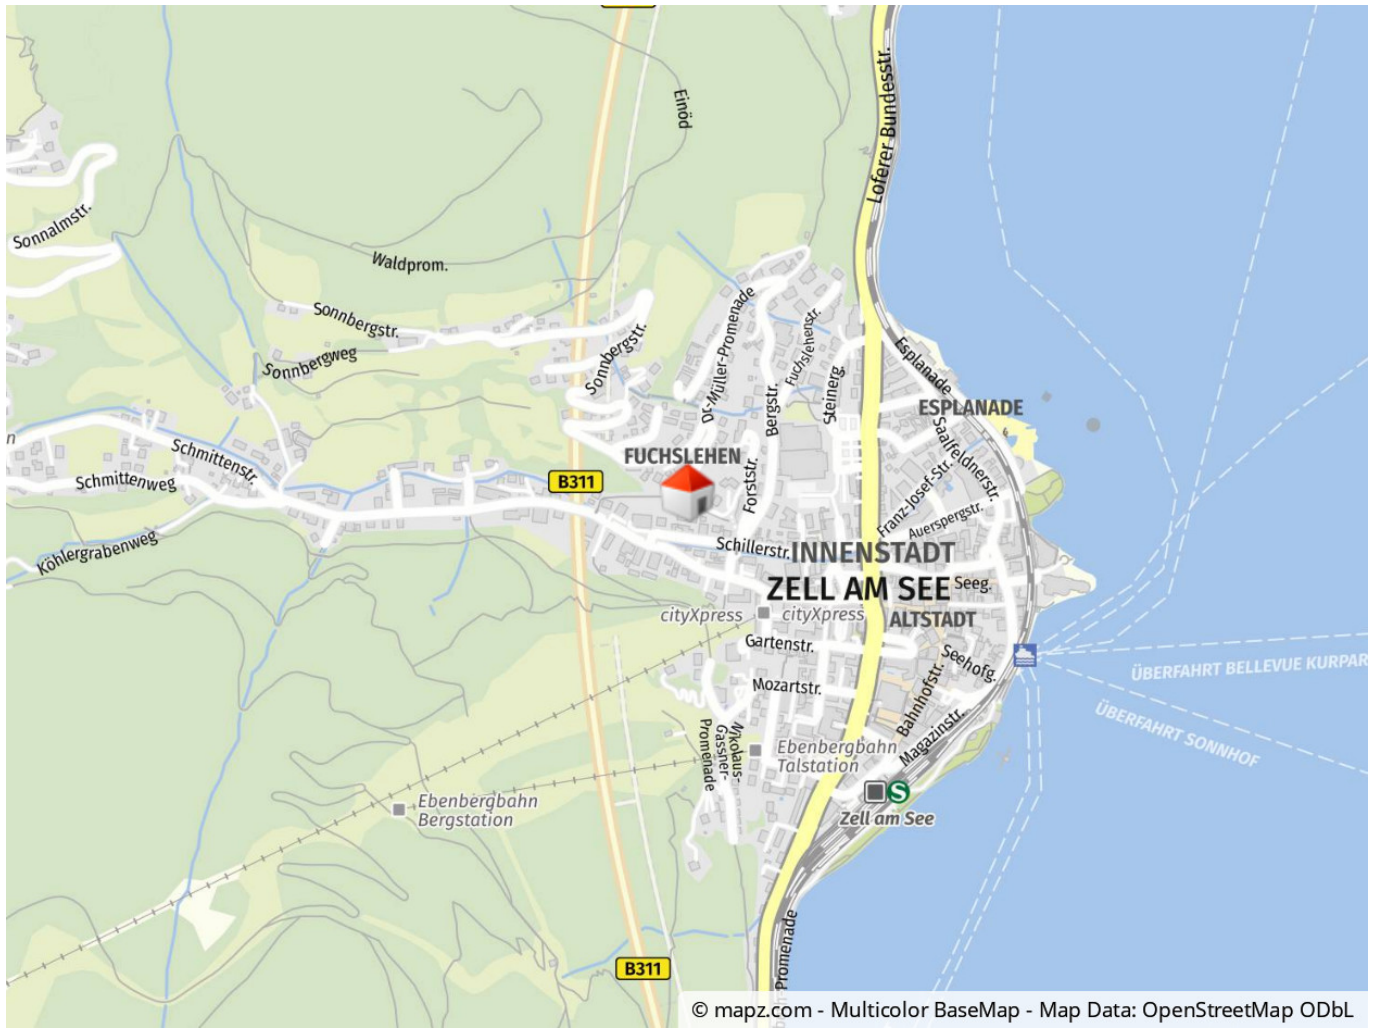 Einöd
Loferer Bundesstr.
Sonnalmstr.
Waldprom.
Sonnbergstr.
Sonnbergweg
Sonnbergstr.
Dr.-Müller-Promenade
Bergstr.
Fuchslehenstr.
Steinerg.
Esplanade
ESPLANADE
Saalfeldnerstr.
Franz-Josef-Str.
Auerspergstr.
n
Schmittenstr.
Schmittenweg
Köhlergrabenweg
B311
FUCHSLEHEN
Forststr.
Schillerstr.
INNENSTADT
ZELL AM SEE
Seeg.
cityXpress
cityXpress
ALTSTADT
Gartenstr.
Seehofg.
Mozartstr.
Bahnhofstr.
Magazinstr.
ÜBERFAHRT BELLEVUE KURPAR
ÜBERFAHRT SONNHOF
Nikolaus-
Gassner-
Promenade
Ebenbergbahn
Talstation
S
Zell am See
Ebenbergbahn
Bergstation
B311
-Promenade
© mapz.com - Multicolor BaseMap - Map Data: OpenStreetMap ODbL